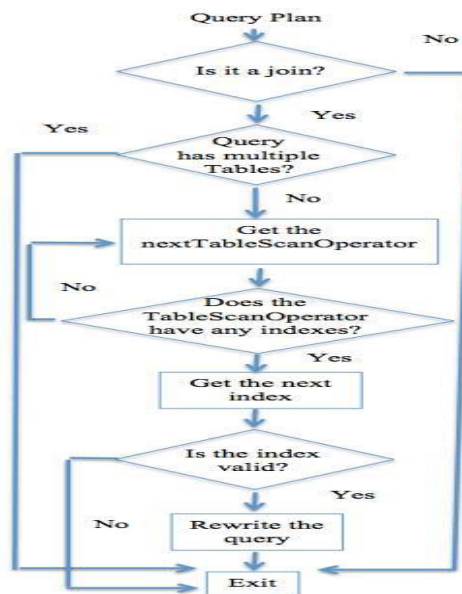 Query Plan
No
Is it a join?
Yes
Yes
Query
has multiple
Tables?
No
Get the
nextTableScanOperator
No
Does the
TableScanOperator
have any indexes?
Yes
Get the next
index
Is the index
valid?
Yes
No
Rewrite the
query
Exit